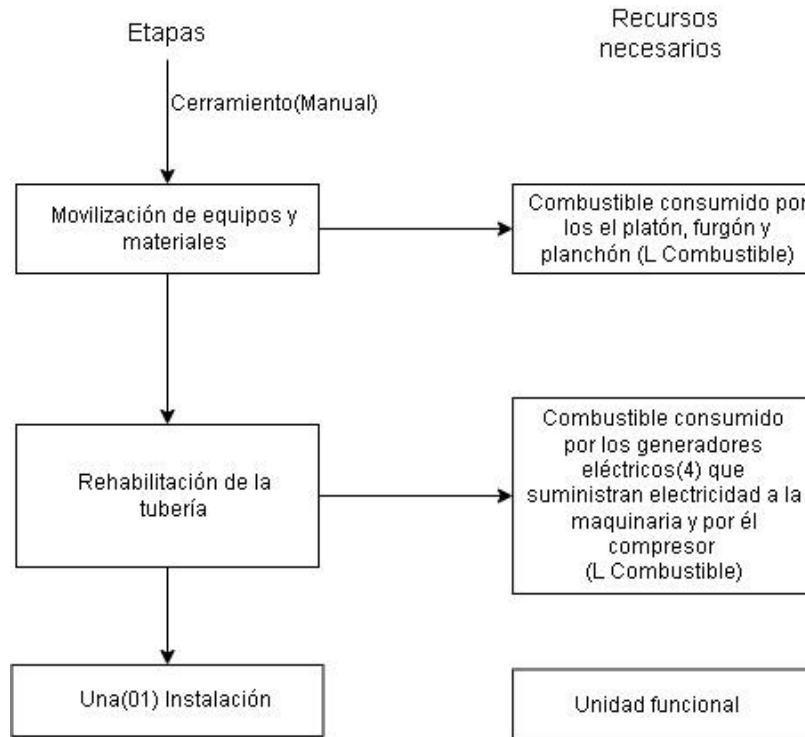 Etapas
Recursos
necesarios
Cerramiento(Manual)
Movilización de equipos y
materiales
Combustible consumido por
los el platón, furgón y
planchón (L Combustible)
Rehabilitación de la
tubería
Combustible consumido
por los generadores
eléctricos(4) que
suministran electricidad a la
maquinaria y por él
compresor
(L Combustible)
Una(01) Instalación
Unidad funcional